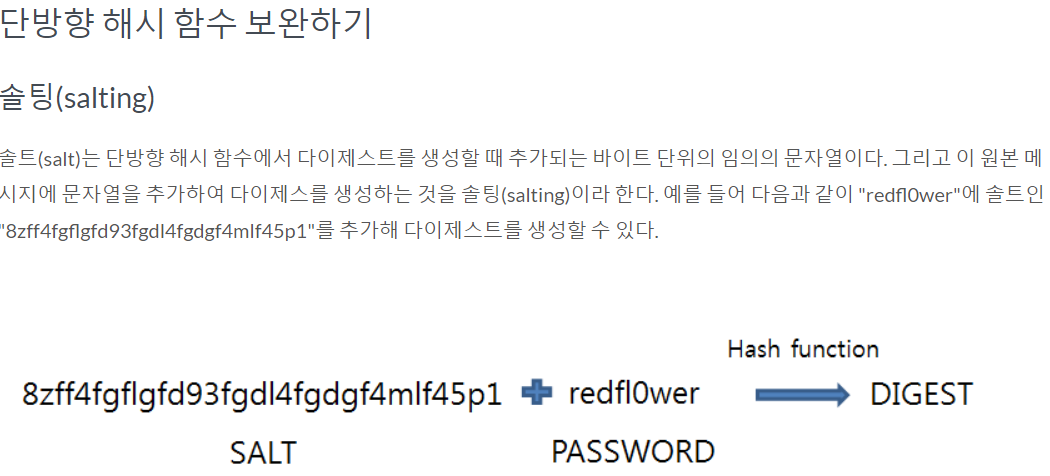 단방향 해시 함수 보완하기
솔팅(salting)
솔트(salt)는 단방향 해시 함수에서 다이제스트를 생성할 때 추가되는 바이트 단위의 임의의 문자열이다. 그리고 이 원본 메
시지에 문자열을 추가하여 다이제스를 생성하는 것을 솔팅(salting)이라 한다. 예를 들어 다음과 같이 "redfl0wer"에 솔트인
"8zff4fgflgfd93fgdl4fgdgf4mlf45p1"를 추가해 다이제스트를 생성할 수 있다.
Hash function
8zff4fgflgfd93fgdl4fgdgf4mlf45p1 + redfl0wer DIGEST
SALT PASSWORD